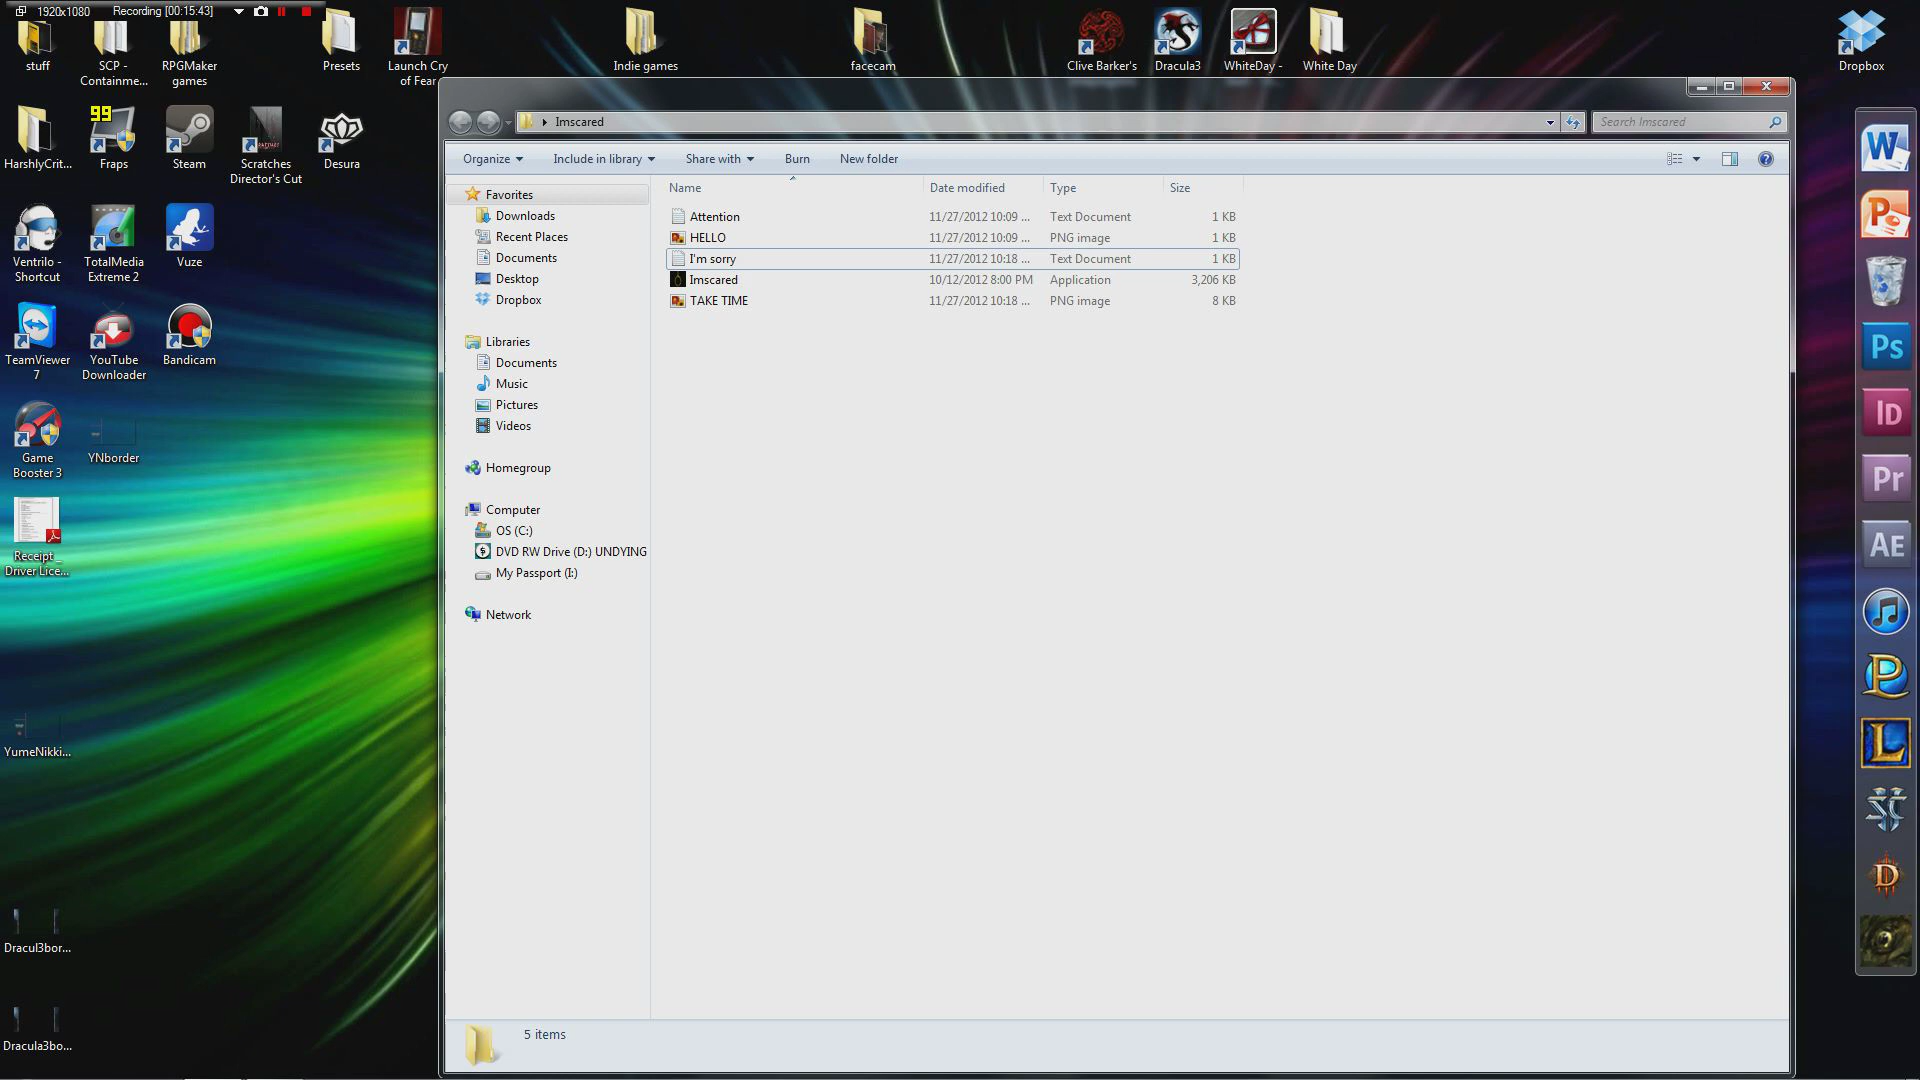 1920x1080 Recording [00:15:43]
stuff
SCP -
Containme...
RPGMaker
games
Presets
Launch Cry
of Fear
Indie games
facecam
Clive Barker's
Dracula3
WhiteDay -
White Day
Dropbox
HarshlyCrit...
99
Fraps
Steam
Scratches
Director's Cut
Desura
Ventrilo -
Shortcut
TotalMedia
Extreme 2
Vuze
TeamViewer
7
YouTube
Downloader
Bandicam
Game
Booster 3
YNborder
Receipt _
Driver Lice...
YumeNikki...
Dracul3bor...
Dracula3bo...
Imscared
Search Imscared
Organize
Include in library
Share with
Burn
New folder
Favorites
Downloads
Recent Places
Documents
Desktop
Dropbox
Libraries
Documents
Music
Pictures
Videos
Homegroup
Computer
OS (C:)
DVD RW Drive (D:) UNDYING
My Passport (I:)
Network
Name Date modified Type Size
Attention 11/27/2012 10:09 ... Text Document 1 KB
HELLO 11/27/2012 10:09 ... PNG image 1 KB
I'm sorry 11/27/2012 10:18 ... Text Document 1 KB
Imscared 10/12/2012 8:00 PM Application 3,206 KB
TAKE TIME 11/27/2012 10:18 ... PNG image 8 KB
5 items
W
P
Ps
Id
Pr
AE
P
L
D